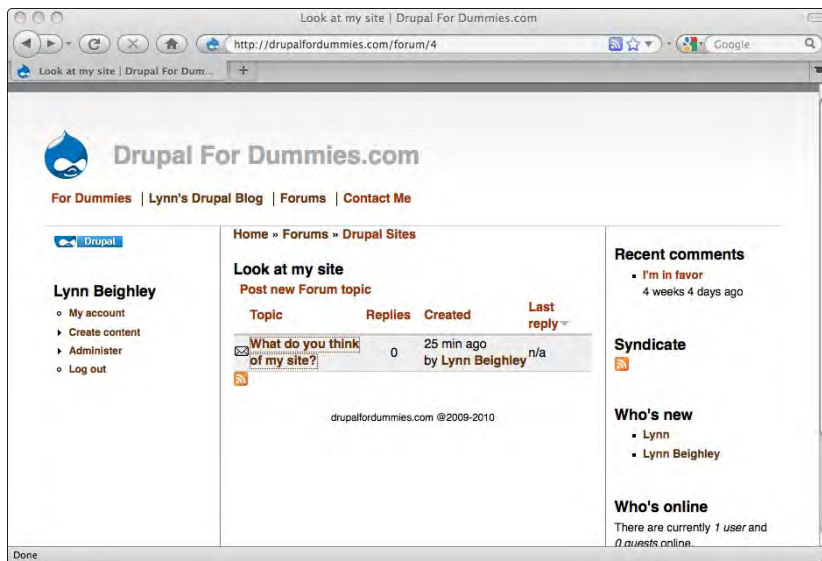 Look at my site | Drupal For Dummies.com
http://drupalfordummies.com/forum/4
Google
Look at my site | Drupal For Dum...
Drupal For Dummies.com
For Dummies | Lynn's Drupal Blog | Forums | Contact Me
Drupal
Lynn Beighley
My account
Create content
Administer
Log out
Home » Forums » Drupal Sites
Look at my site
Post new Forum topic
Topic Replies Created Last reply
What do you think of my site? 0 25 min ago by Lynn Beighley n/a
drupalfordummies.com @2009-2010
Recent comments
I'm in favor
4 weeks 4 days ago
Syndicate
Who's new
Lynn
Lynn Beighley
Who's online
There are currently 1 user and
0 guests online.
Done